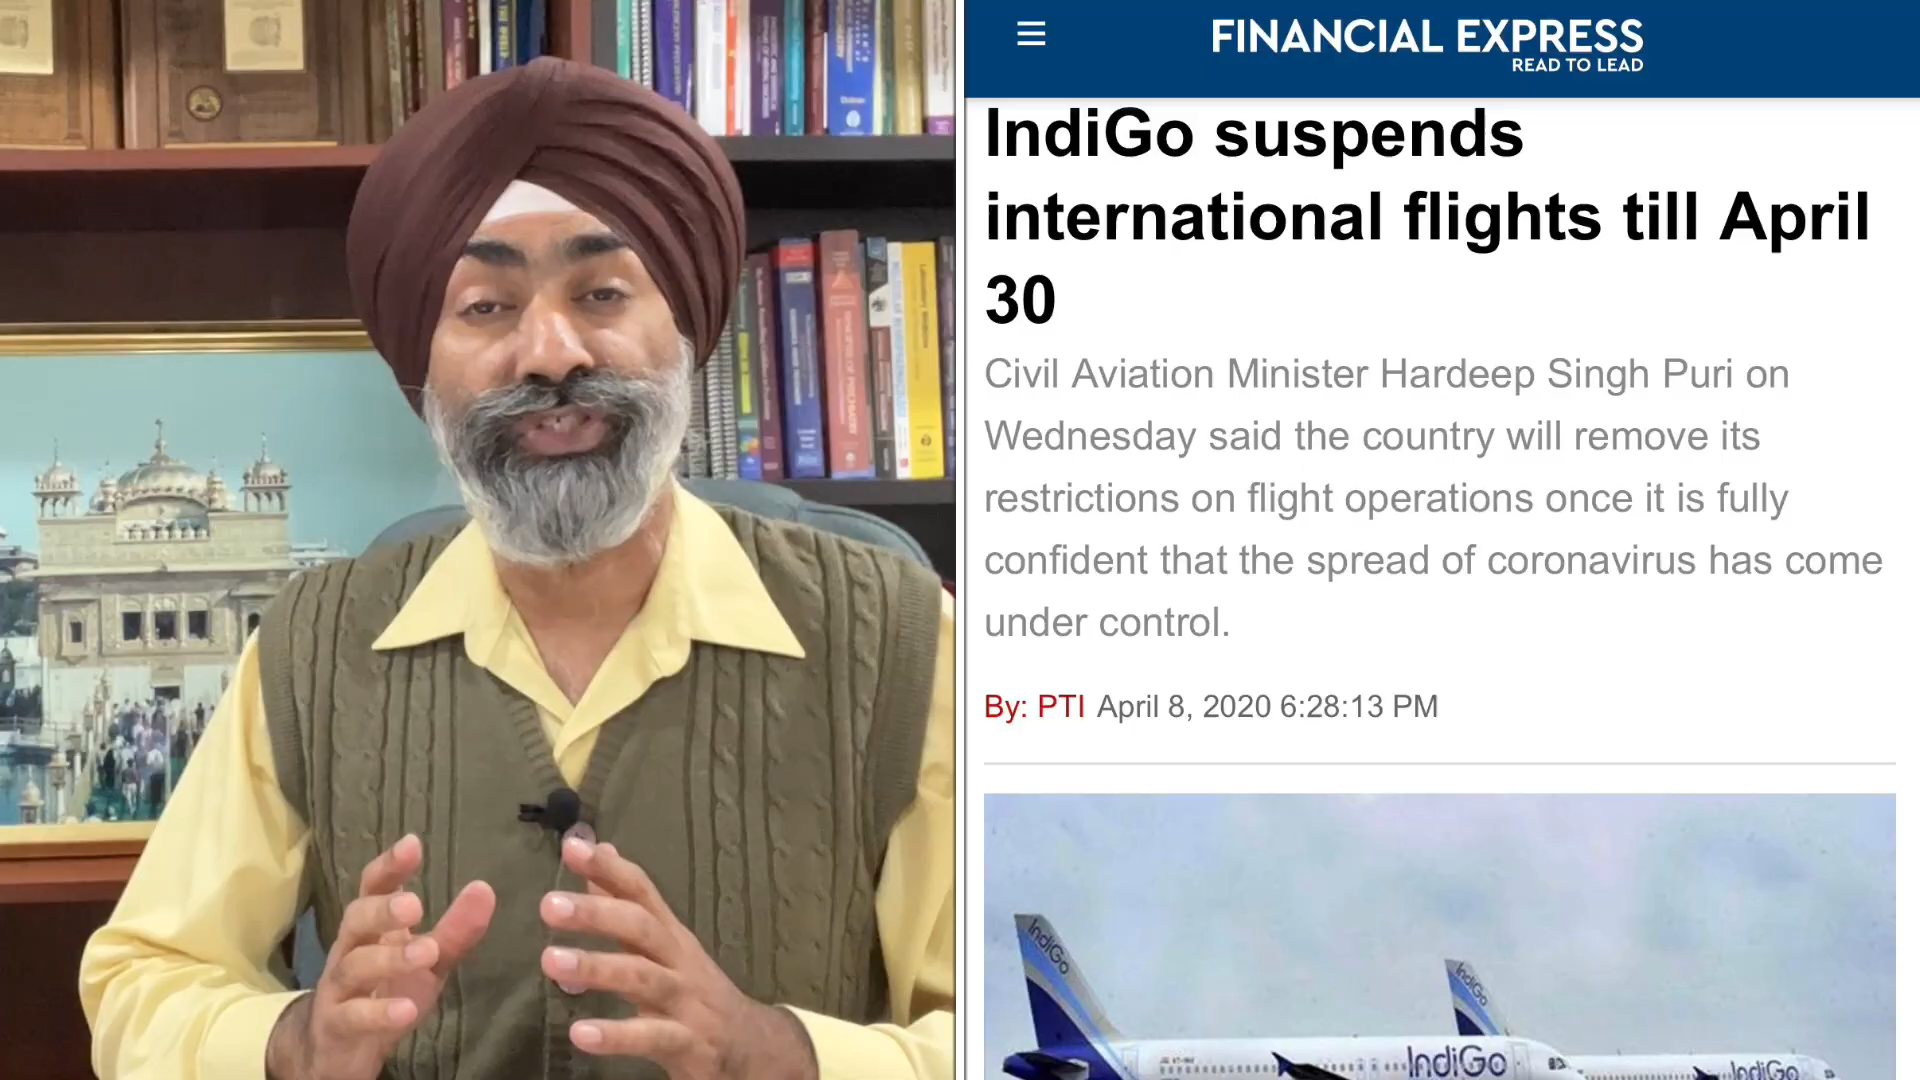 FINANCIAL EXPRESS
READ TO LEAD
IndiGo suspends
international flights till April
30
Civil Aviation Minister Hardeep Singh Puri on
Wednesday said the country will remove its
restrictions on flight operations once it is fully
confident that the spread of coronavirus has come
under control.
By: PTI April 8, 2020 6:28:13 PM
IndiGo
IndiGo
IndiGo
IndiGo